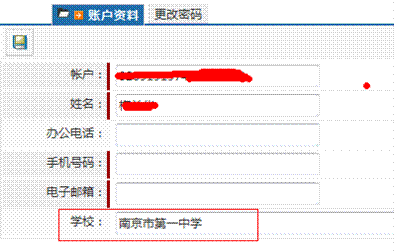 账户资料 更改密码
帐户：
姓名：
办公电话：
手机号码：
电子邮箱：
学校： 南京市第一中学